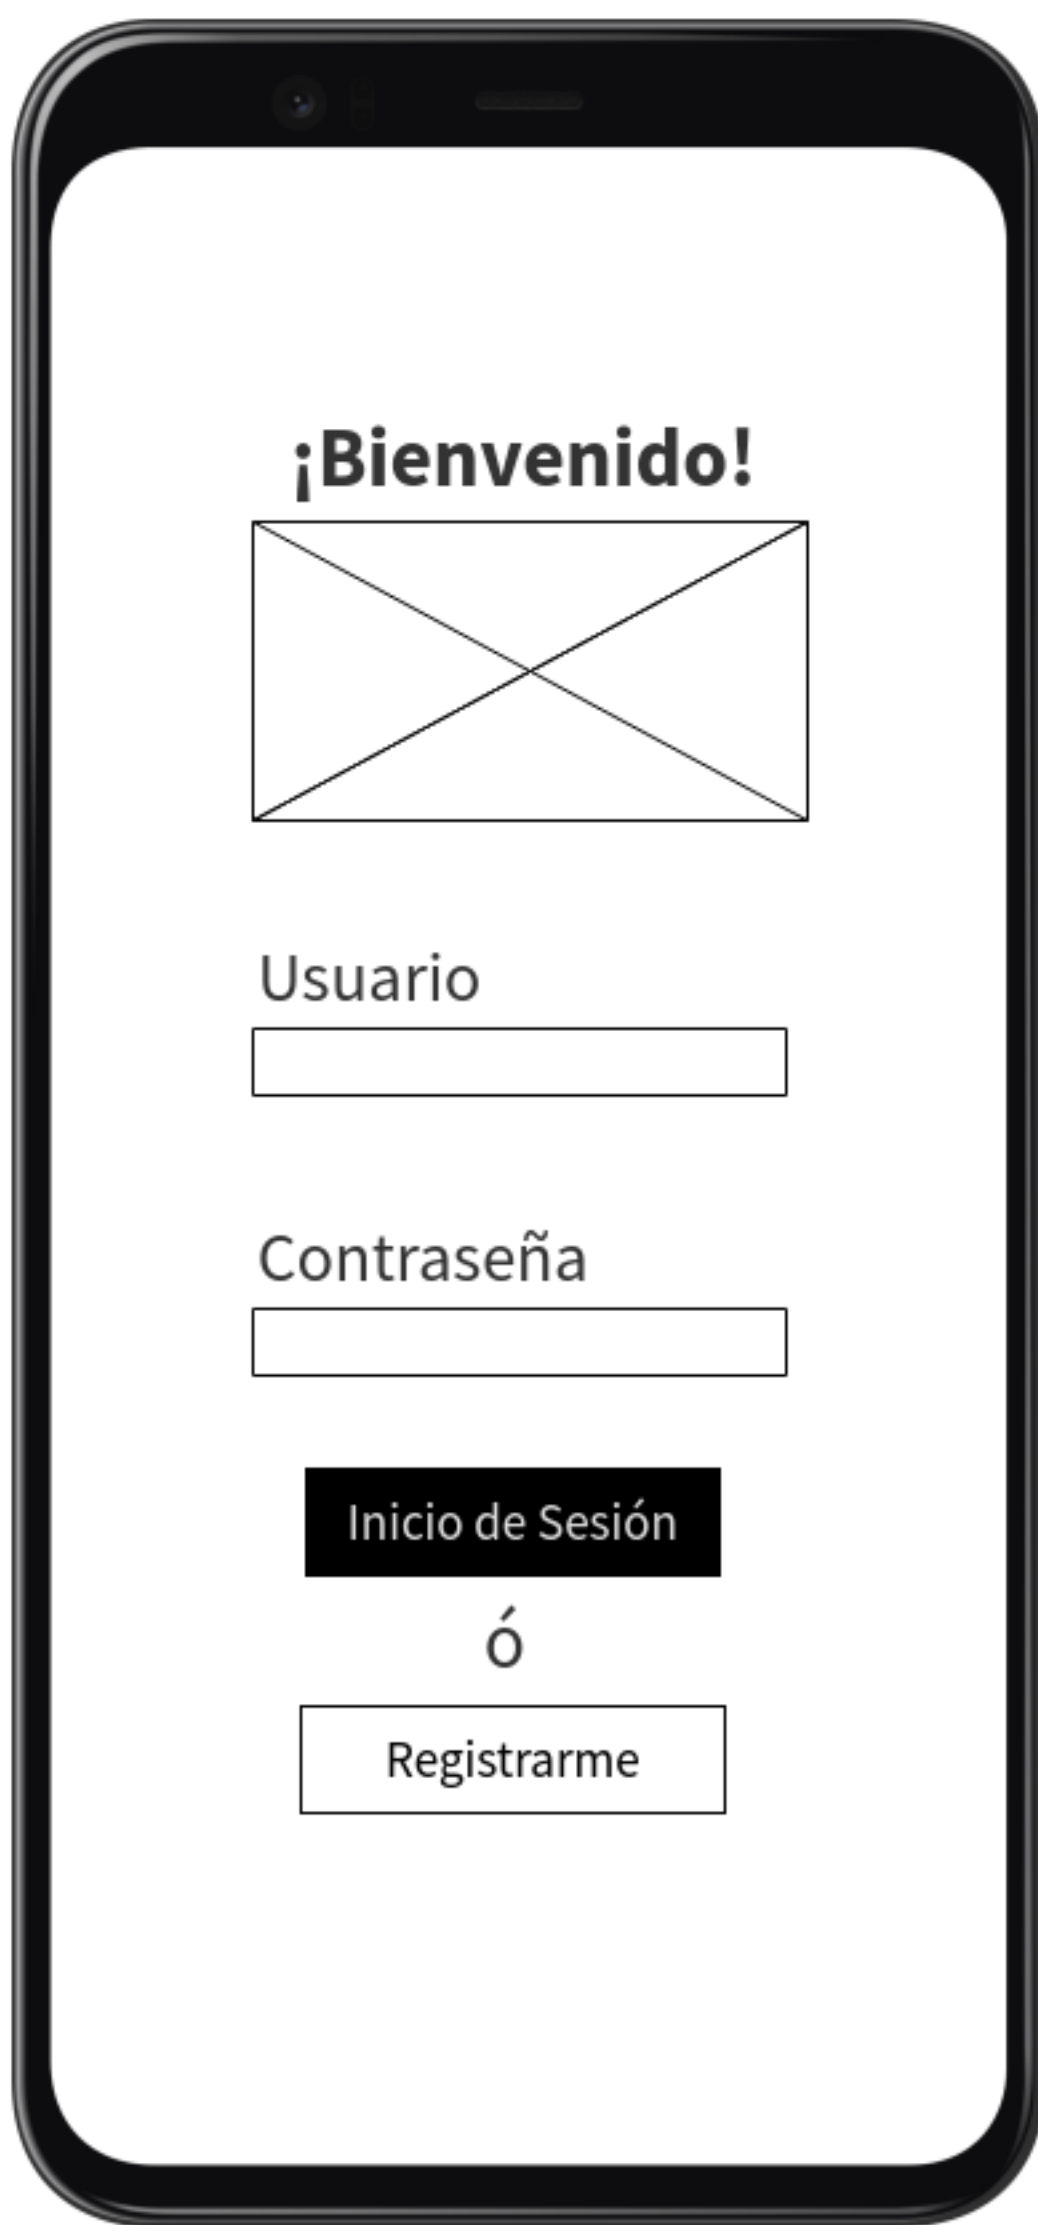 ¡Bienvenido!
Usuario
Contraseña
Inicio de Sesión
ó
Registrarme